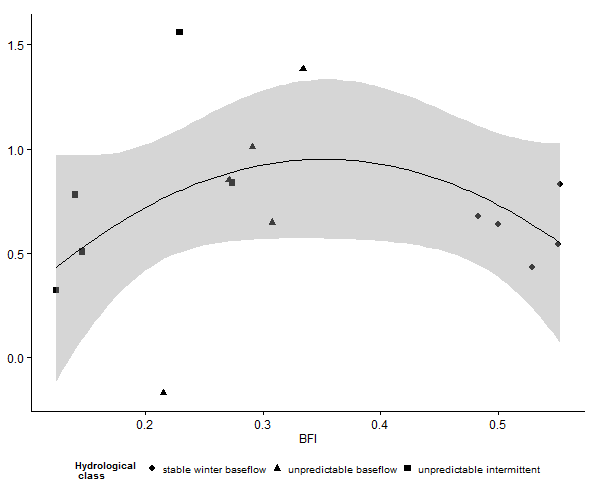 1.5
1.0
0.5
0.0
0.2 0.3 0.4 0.5
BFI
Hydrological
class
stable winter baseflow unpredictable baseflow unpredictable intermittent